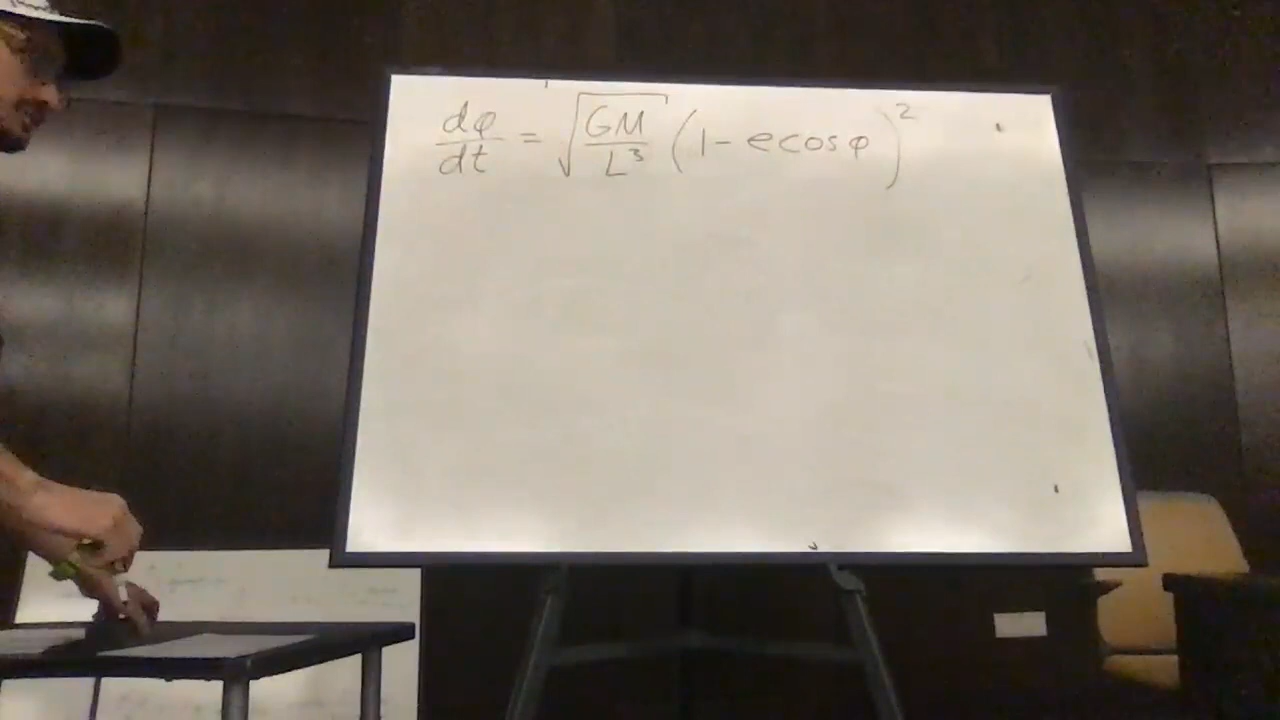 dφ/dt = √(GM/L³) (1 - e cos φ)²